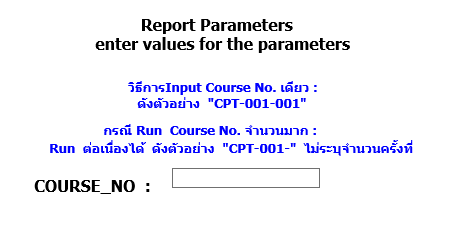 Report Parameters
enter values for the parameters
วิธีการInput Course No. เดียว :
ดังตัวอย่าง "CPT-001-001"
กรณี Run Course No. จำนวนมาก :
Run ต่อเนื่องได้ ดังตัวอย่าง "CPT-001-" ไม่ระบุจำนวนครั้งที่
COURSE_NO :